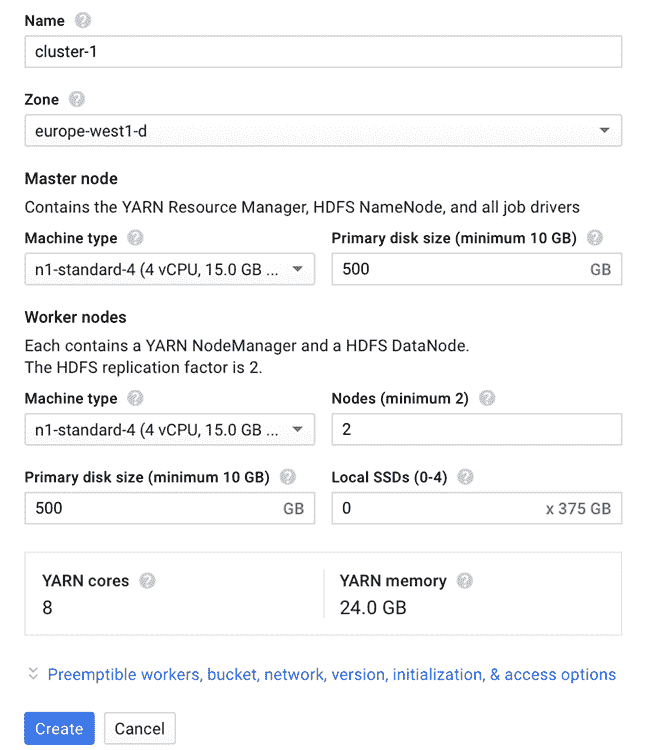 Name
cluster-1
Zone
europe-west1-d
Master node
Contains the YARN Resource Manager, HDFS NameNode, and all job drivers
Machine type Primary disk size (minimum 10 GB)
n1-standard-4 (4 vCPU, 15.0 GB ... 500 GB
Worker nodes
Each contains a YARN NodeManager and a HDFS DataNode.
The HDFS replication factor is 2.
Machine type Nodes (minimum 2)
n1-standard-4 (4 vCPU, 15.0 GB ... 2
Primary disk size (minimum 10 GB) Local SSDs (0-4)
500 GB 0 x 375 GB
YARN cores YARN memory
8 24.0 GB
Preemptible workers, bucket, network, version, initialization, & access options
Create Cancel